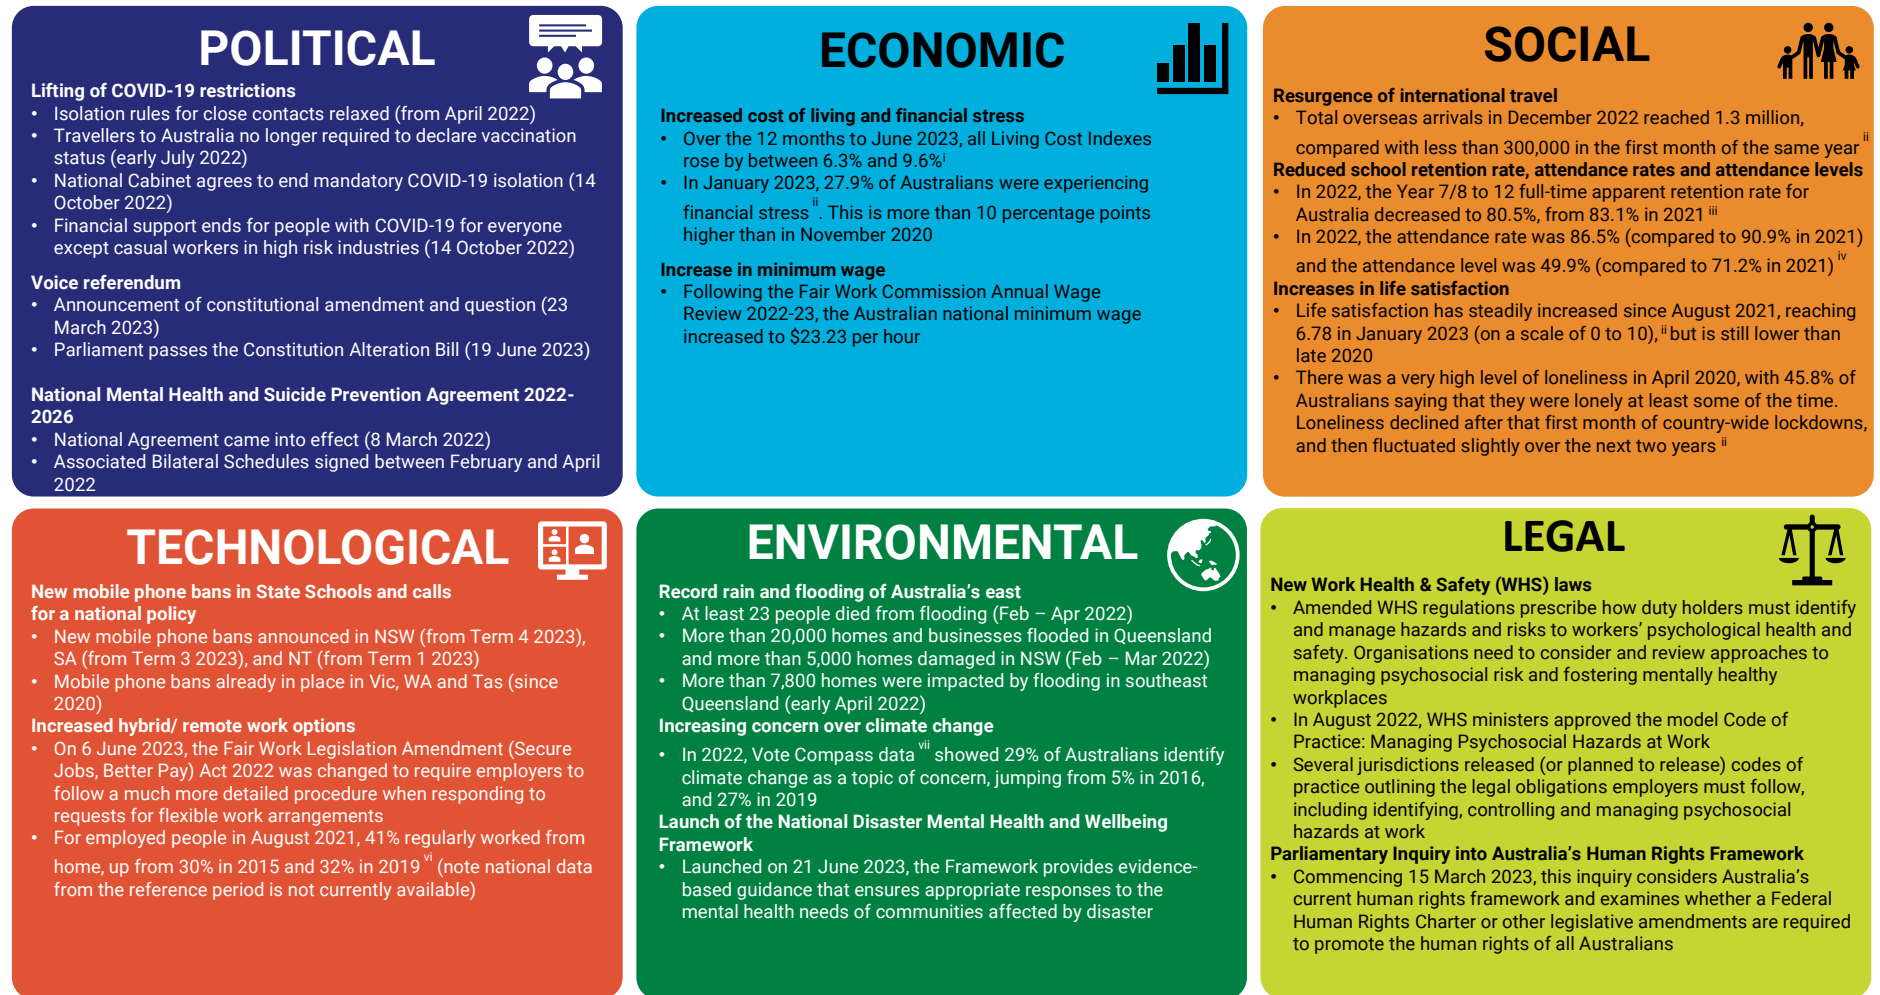 POLITICAL
Lifting of COVID-19 restrictions
• Isolation rules for close contacts relaxed (from April 2022)
• Travellers to Australia no longer required to declare vaccination
status (early July 2022)
• National Cabinet agrees to end mandatory COVID-19 isolation (14
October 2022)
• Financial support ends for people with COVID-19 for everyone
except casual workers in high risk industries (14 October 2022)
Voice referendum
• Announcement of constitutional amendment and question (23
March 2023)
• Parliament passes the Constitution Alteration Bill (19 June 2023)
National Mental Health and Suicide Prevention Agreement 2022-
2026
• National Agreement came into effect (8 March 2022)
• Associated Bilateral Schedules signed between February and April
2022
ECONOMIC
Increased cost of living and financial stress
• Over the 12 months to June 2023, all Living Cost Indexes
rose by between 6.3% and 9.6% i
• In January 2023, 27.9% of Australians were experiencing
financial stress ii. This is more than 10 percentage points
higher than in November 2020
Increase in minimum wage
• Following the Fair Work Commission Annual Wage
Review 2022-23, the Australian national minimum wage
increased to $23.23 per hour
SOCIAL
Resurgence of international travel
• Total overseas arrivals in December 2022 reached 1.3 million,
compared with less than 300,000 in the first month of the same year ii
Reduced school retention rate, attendance rates and attendance levels
• In 2022, the Year 7/8 to 12 full-time apparent retention rate for
Australia decreased to 80.5%, from 83.1% in 2021 iii
• In 2022, the attendance rate was 86.5% (compared to 90.9% in 2021)
and the attendance level was 49.9% (compared to 71.2% in 2021) iv
Increases in life satisfaction
• Life satisfaction has steadily increased since August 2021, reaching
6.78 in January 2023 (on a scale of 0 to 10), ii but is still lower than
late 2020
• There was a very high level of loneliness in April 2020, with 45.8% of
Australians saying that they were lonely at least some of the time.
Loneliness declined after that first month of country-wide lockdowns,
and then fluctuated slightly over the next two years ii
TECHNOLOGICAL
New mobile phone bans in State Schools and calls
for a national policy
• New mobile phone bans announced in NSW (from Term 4 2023),
SA (from Term 3 2023), and NT (from Term 1 2023)
• Mobile phone bans already in place in Vic, WA and Tas (since
2020)
Increased hybrid/ remote work options
• On 6 June 2023, the Fair Work Legislation Amendment (Secure
Jobs, Better Pay) Act 2022 was changed to require employers to
follow a much more detailed procedure when responding to
requests for flexible work arrangements
• For employed people in August 2021, 41% regularly worked from
home, up from 30% in 2015 and 32% in 2019 vi (note national data
from the reference period is not currently available)
ENVIRONMENTAL
Record rain and flooding of Australia's east
• At least 23 people died from flooding (Feb – Apr 2022)
• More than 20,000 homes and businesses flooded in Queensland
and more than 5,000 homes damaged in NSW (Feb – Mar 2022)
• More than 7,800 homes were impacted by flooding in southeast
Queensland (early April 2022)
Increasing concern over climate change
• In 2022, Vote Compass data vii showed 29% of Australians identify
climate change as a topic of concern, jumping from 5% in 2016,
and 27% in 2019
Launch of the National Disaster Mental Health and Wellbeing
Framework
• Launched on 21 June 2023, the Framework provides evidence-
based guidance that ensures appropriate responses to the
mental health needs of communities affected by disaster
LEGAL
New Work Health & Safety (WHS) laws
• Amended WHS regulations prescribe how duty holders must identify
and manage hazards and risks to workers' psychological health and
safety. Organisations need to consider and review approaches to
managing psychosocial risk and fostering mentally healthy
workplaces
• In August 2022, WHS ministers approved the model Code of
Practice: Managing Psychosocial Hazards at Work
• Several jurisdictions released (or planned to release) codes of
practice outlining the legal obligations employers must follow,
including identifying, controlling and managing psychosocial
hazards at work
Parliamentary Inquiry into Australia's Human Rights Framework
• Commencing 15 March 2023, this inquiry considers Australia's
current human rights framework and examines whether a Federal
Human Rights Charter or other legislative amendments are required
to promote the human rights of all Australians